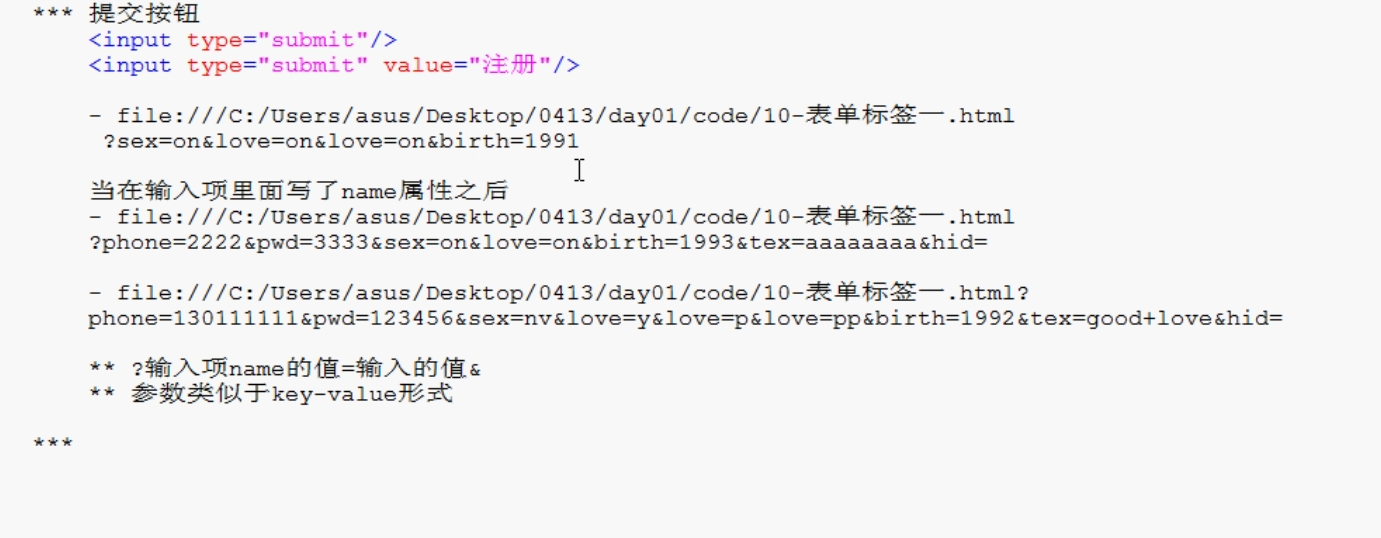 *** 提交按钮
<input type="submit"/>
<input type="submit" value="注册"/>
- file:///C:/Users/asus/Desktop/0413/day01/code/10-表单标签一.html
?sex=on&love=on&love=on&birth=1991
当在输入项里面写了name属性之后
- file:///C:/Users/asus/Desktop/0413/day01/code/10-表单标签一.html
?phone=2222&pwd=3333&sex=on&love=on&birth=1993&tex=aaaaaaaa&hid=
- file:///C:/Users/asus/Desktop/0413/day01/code/10-表单标签一.html?
phone=130111111&pwd=123456&sex=nv&love=y&love=p&love=pp&birth=1992&tex=good+love&hid=
** ?输入项name的值=输入的值&
** 参数类似于key-value形式
***